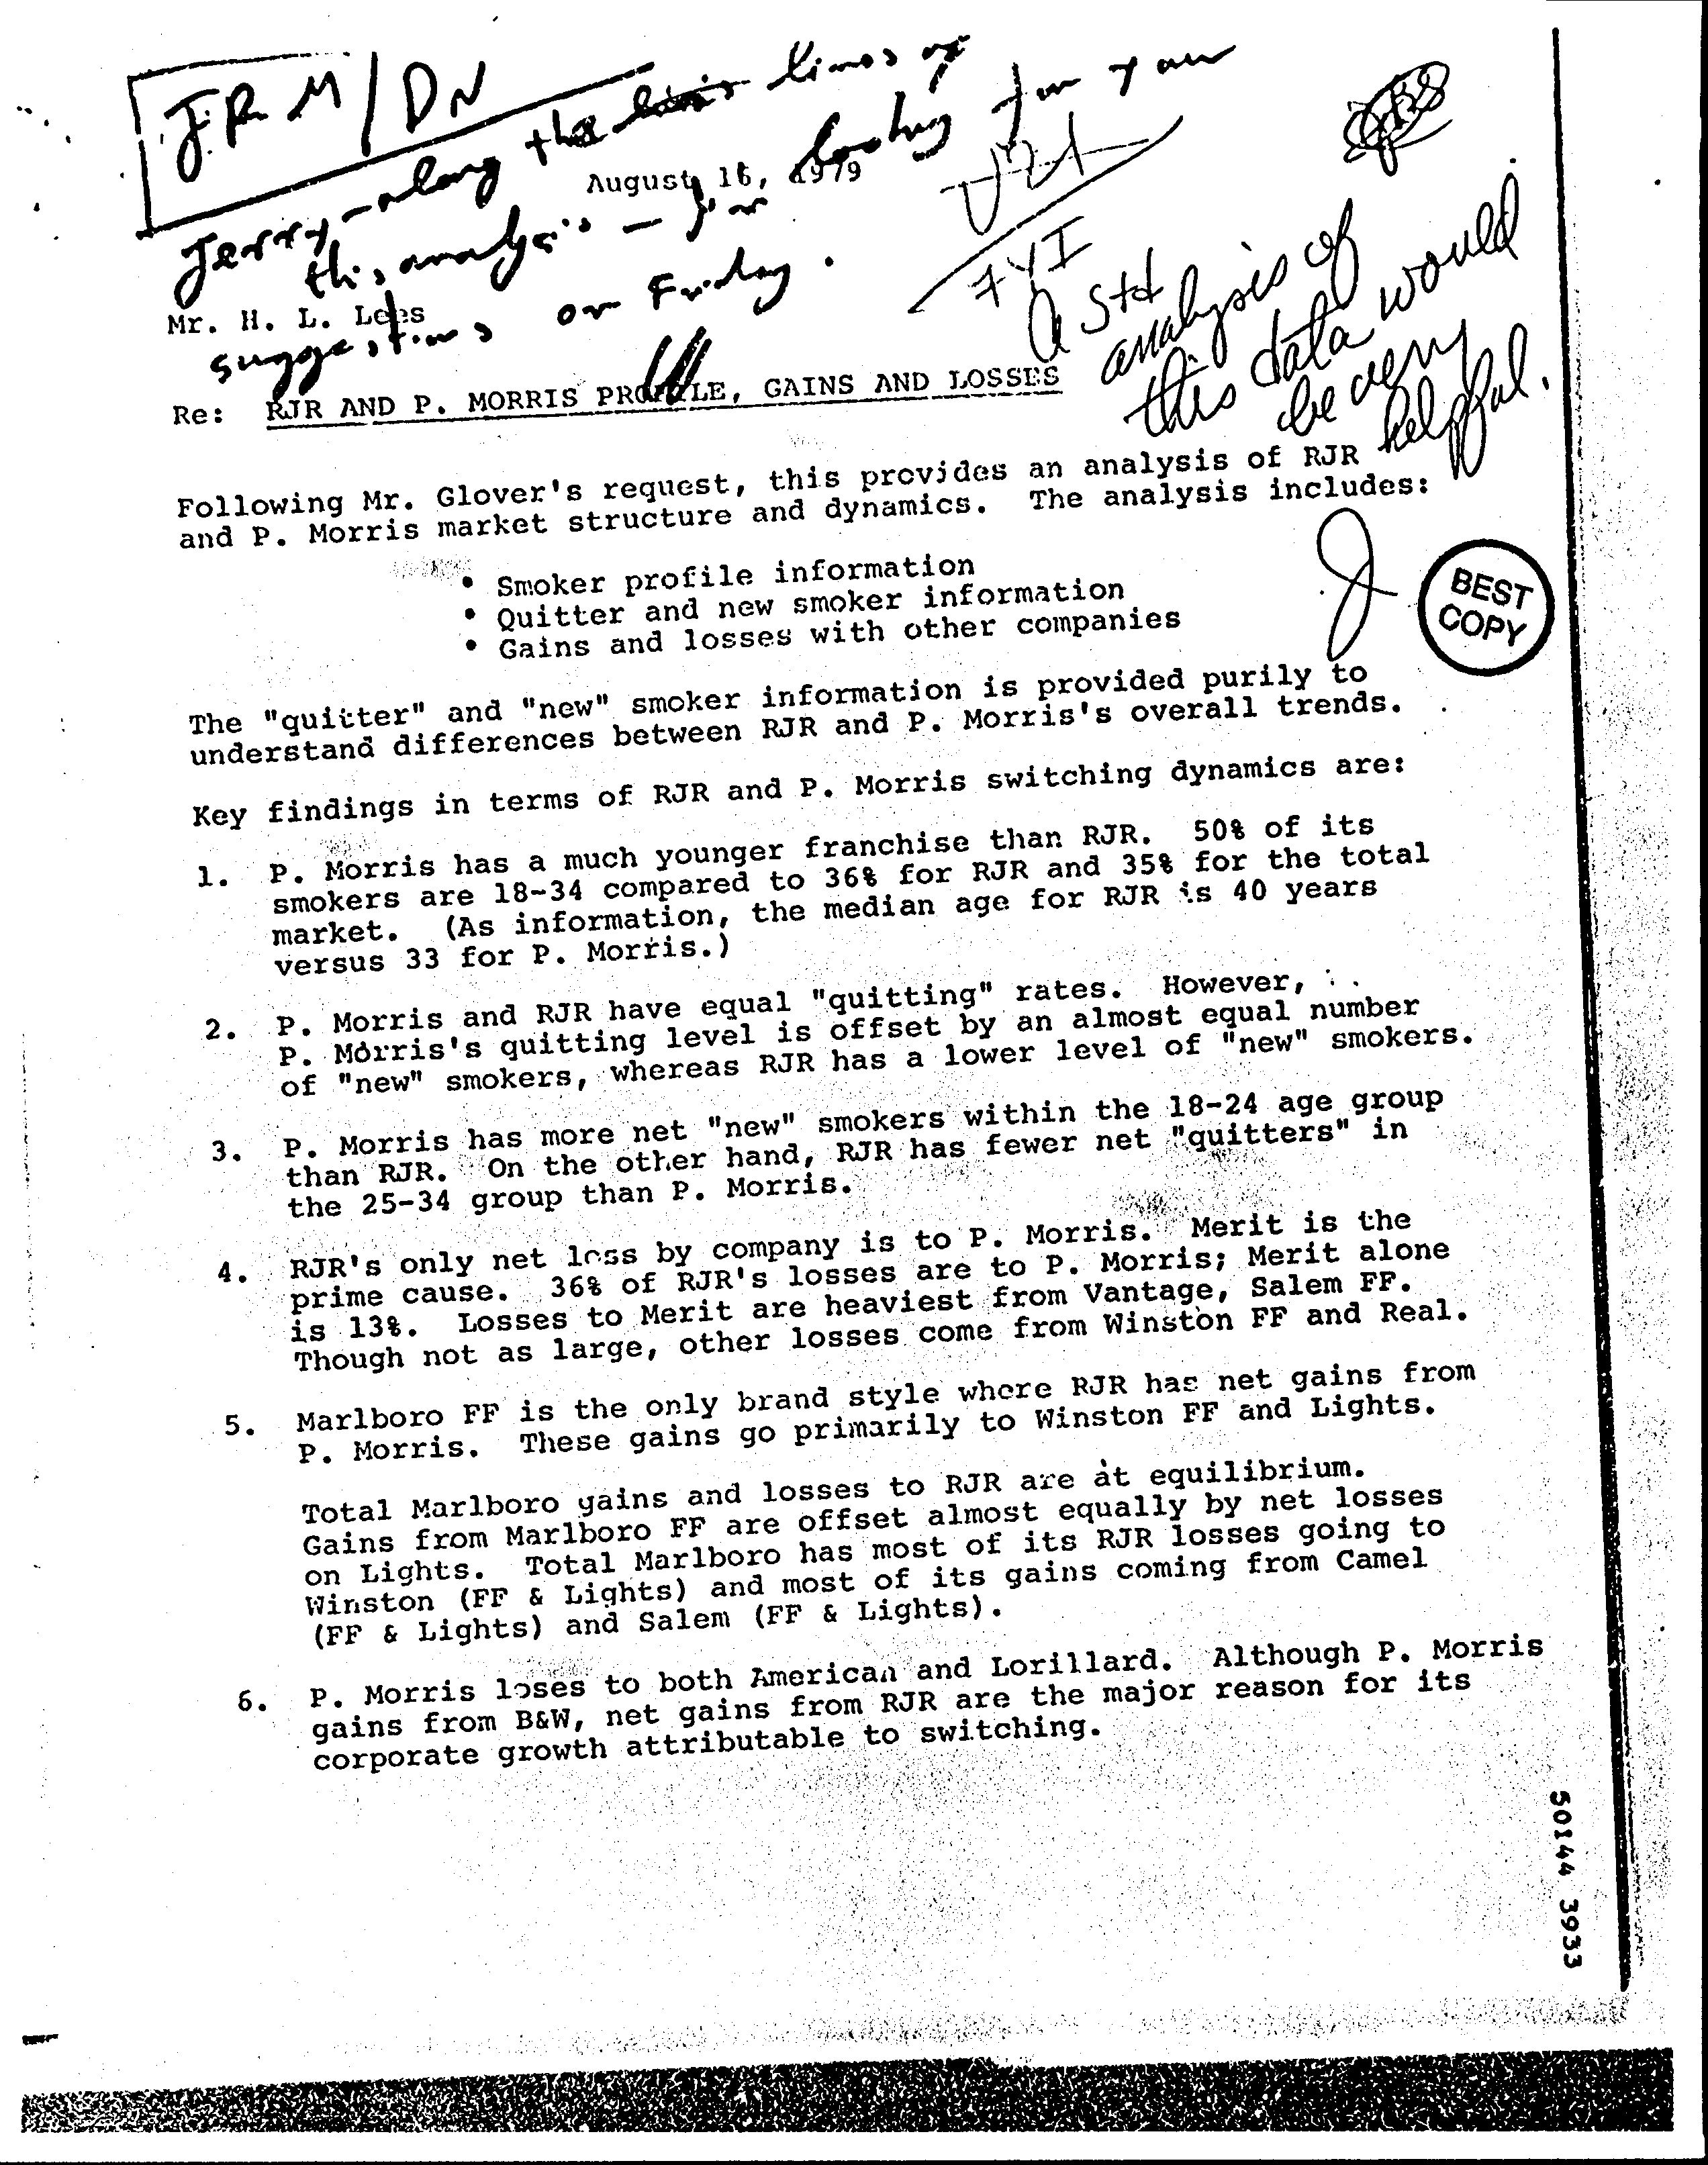 J.R.M/DN
Jerry - along the lines of
this analysis - I'm looking for your
suggestions on Friday.
FYI
a std
analysis of
this data would
be very
helpful.
August 16, 1979
Mr. H. L. Lees
Re: RJR AND P. MORRIS PROFILE, GAINS AND LOSSES
Following Mr. Glover's request, this provides an analysis of RJR
and P. Morris market structure and dynamics. The analysis includes:
• Smoker profile information
• Quitter and new smoker information
• Gains and losses with other companies
BEST
COPY
The "quitter" and "new" smoker information is provided purily to
understand differences between RJR and P. Morris's overall trends.
Key findings in terms of RJR and P. Morris switching dynamics are:
1. P. Morris has a much younger franchise than RJR. 50% of its
smokers are 18-34 compared to 36% for RJR and 35% for the total
market. (As information, the median age for RJR is 40 years
versus 33 for P. Morris.)
2. P. Morris and RJR have equal "quitting" rates. However,
P. Morris's quitting level is offset by an almost equal number
of "new" smokers, whereas RJR has a lower level of "new" smokers.
3. P. Morris has more net "new" smokers within the 18-24 age group
than RJR. On the other hand, RJR has fewer net "quitters" in
the 25-34 group than P. Morris.
4. RJR's only net loss by company is to P. Morris. Merit is the
prime cause. 36% of RJR's losses are to P. Morris; Merit alone
is 13%. Losses to Merit are heaviest from Vantage, Salem FF.
Though not as large, other losses come from Winston FF and Real.
5. Marlboro FF is the only brand style where RJR has net gains from
P. Morris. These gains go primarily to Winston FF and Lights.
Total Marlboro gains and losses to RJR are at equilibrium.
Gains from Marlboro FF are offset almost equally by net losses
on Lights. Total Marlboro has most of its RJR losses going to
Winston (FF & Lights) and most of its gains coming from Camel
(FF & Lights) and Salem (FF & Lights).
6. P. Morris loses to both American and Lorillard. Although P. Morris
gains from B&W, net gains from RJR are the major reason for its
corporate growth attributable to switching.
50144 3933